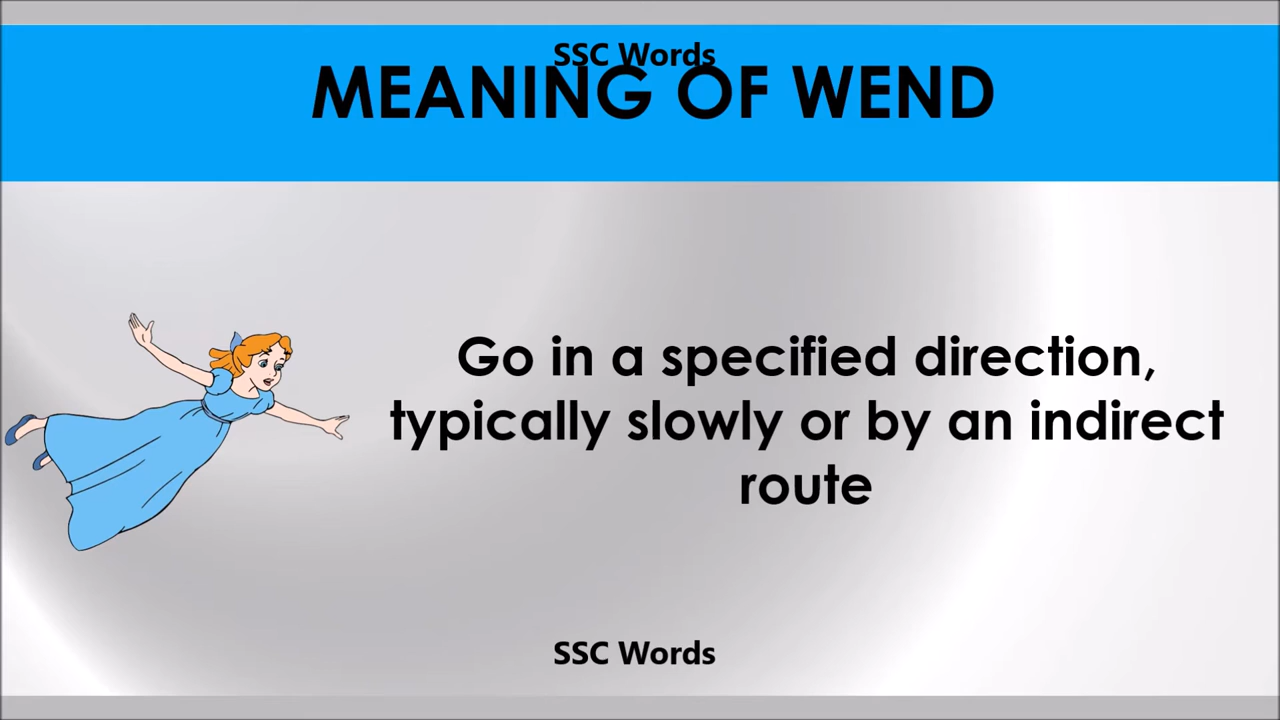 SSC Words
MEANING OF WEND
Go in a specified direction,
typically slowly or by an indirect
route
SSC Words